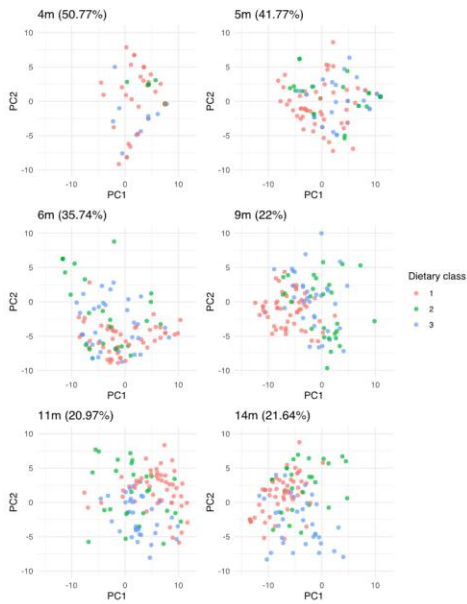 4m (50.77%)
5m (41.77%)
10
5
0
-5
-10
PC2
-10
0
10
PC1
10
5
0
-5
-10
PC2
-10
0
10
PC1
6m (35.74%)
9m (22%)
10
5
0
-5
-10
PC2
-10
0
10
PC1
10
5
0
-5
-10
PC2
-10
0
10
PC1
Dietary class
1
2
3
11m (20.97%)
14m (21.64%)
10
5
0
-5
-10
PC2
-10
0
10
PC1
10
5
0
-5
-10
PC2
-10
0
10
PC1